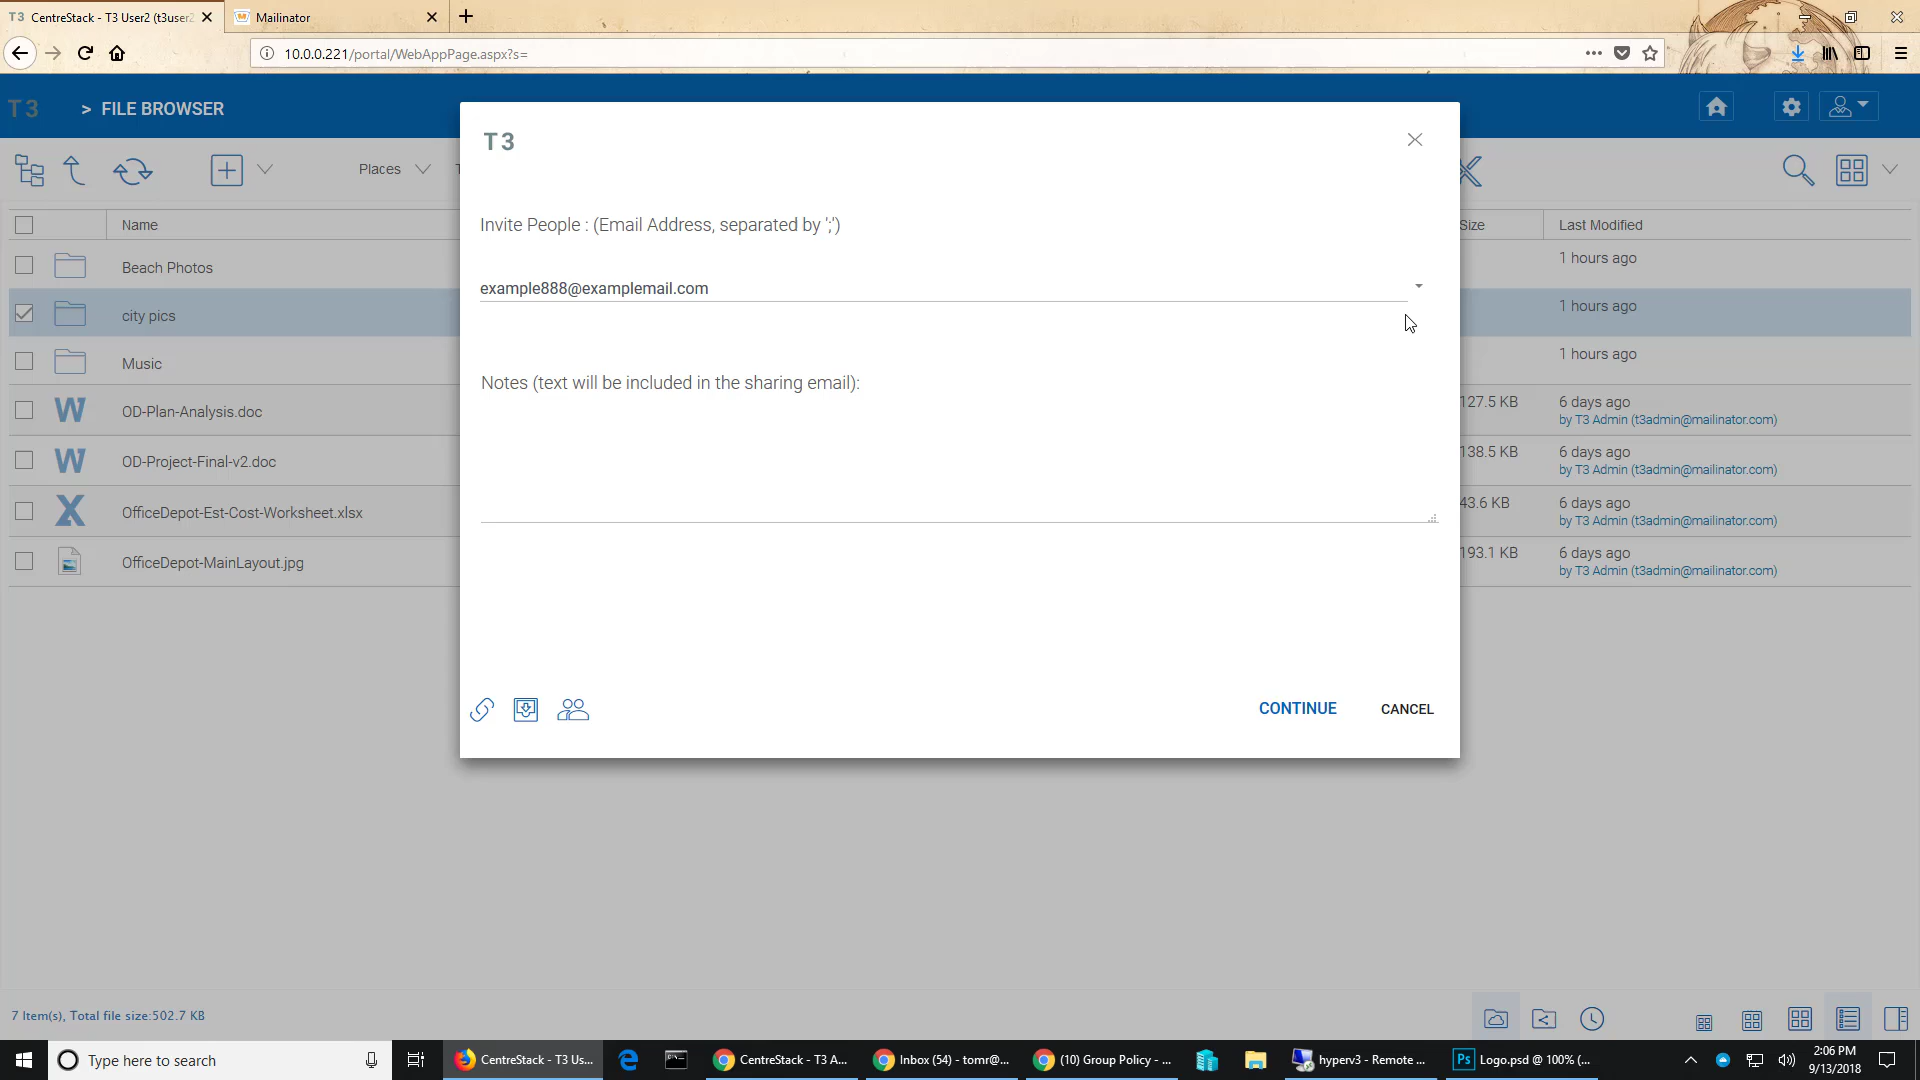 T3 CentreStack - T3 User2 (t3user2
Mailinator
10.0.0.221/portal/WebAppPage.aspx?s=
T3 > FILE BROWSER
Places
Name
Size
Last Modified
Beach Photos
1 hours ago
city pics
1 hours ago
Music
1 hours ago
OD-Plan-Analysis.doc
127.5 KB
6 days ago
by T3 Admin (t3admin@mailinator.com)
OD-Project-Final-v2.doc
138.5 KB
6 days ago
by T3 Admin (t3admin@mailinator.com)
OfficeDepot-Est-Cost-Worksheet.xlsx
43.6 KB
6 days ago
by T3 Admin (t3admin@mailinator.com)
OfficeDepot-MainLayout.jpg
193.1 KB
6 days ago
by T3 Admin (t3admin@mailinator.com)
T3
Invite People : (Email Address, separated by ';')
example888@examplemail.com
Notes (text will be included in the sharing email):
CONTINUE
CANCEL
7 Item(s), Total file size:502.7 KB
Type here to search
CentreStack - T3 Us...
CentreStack - T3 A...
Inbox (54) - tomr@...
(10) Group Policy - ...
hyperv3 - Remote ...
Ps Logo.psd @ 100% (...
2:06 PM
9/13/2018